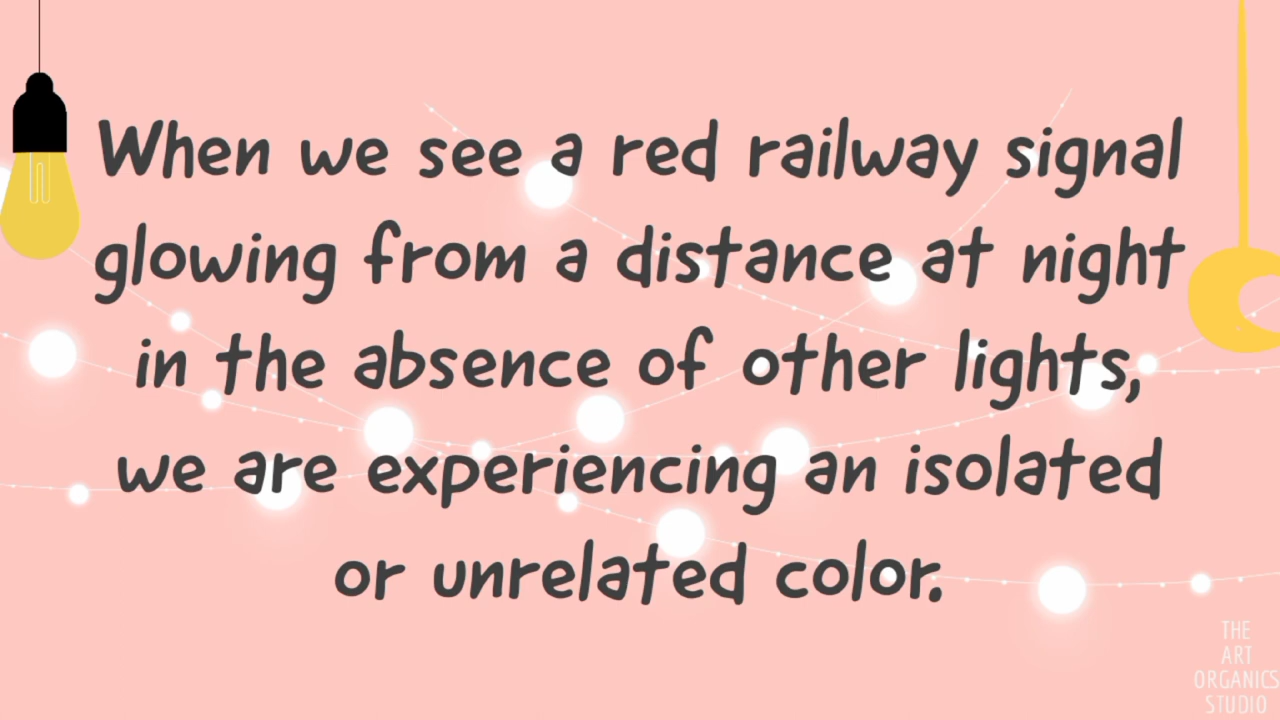 When we see a red railway signal
glowing from a distance at night
in the absence of other lights,
we are experiencing an isolated
or unrelated color.
THE
ART
ORGANICS
STUDIO